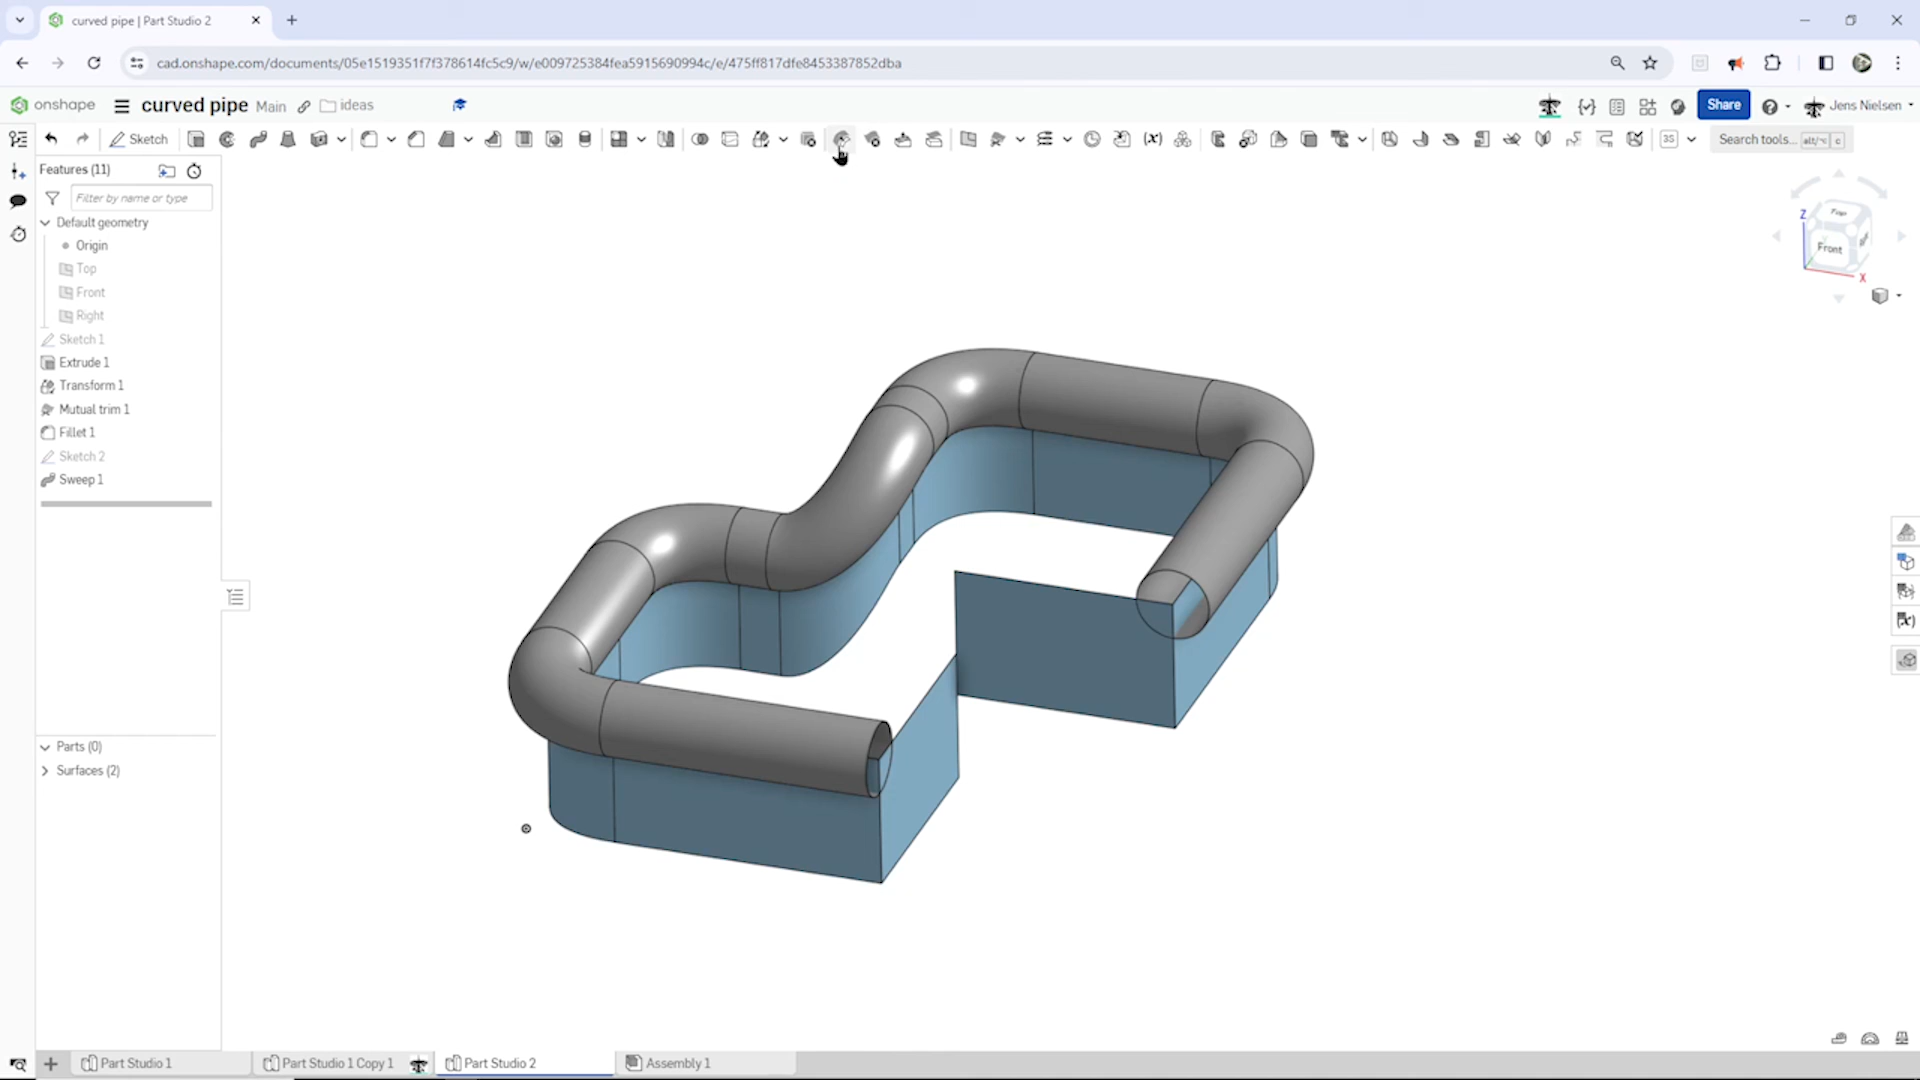 curved pipe | Part Studio 2
cad.onshape.com/documents/05e1519351f7f378614fc5c9/w/e009725384fea5915690994c/e/475ff817dfe8453387852dba
onshape curved pipe Main ideas Share Jens Nielsen
Sketch (x) 3S Search tools... alt/⌥ c
Features (11)
Filter by name or type
Default geometry
Origin
Top
Front
Right
Sketch 1
Extrude 1
Transform 1
Mutual trim 1
Fillet 1
Sketch 2
Sweep 1
Parts (0)
Surfaces (2)
Z
Top
Front
X
(x)
Part Studio 1
Part Studio 1 Copy 1
Part Studio 2
Assembly 1